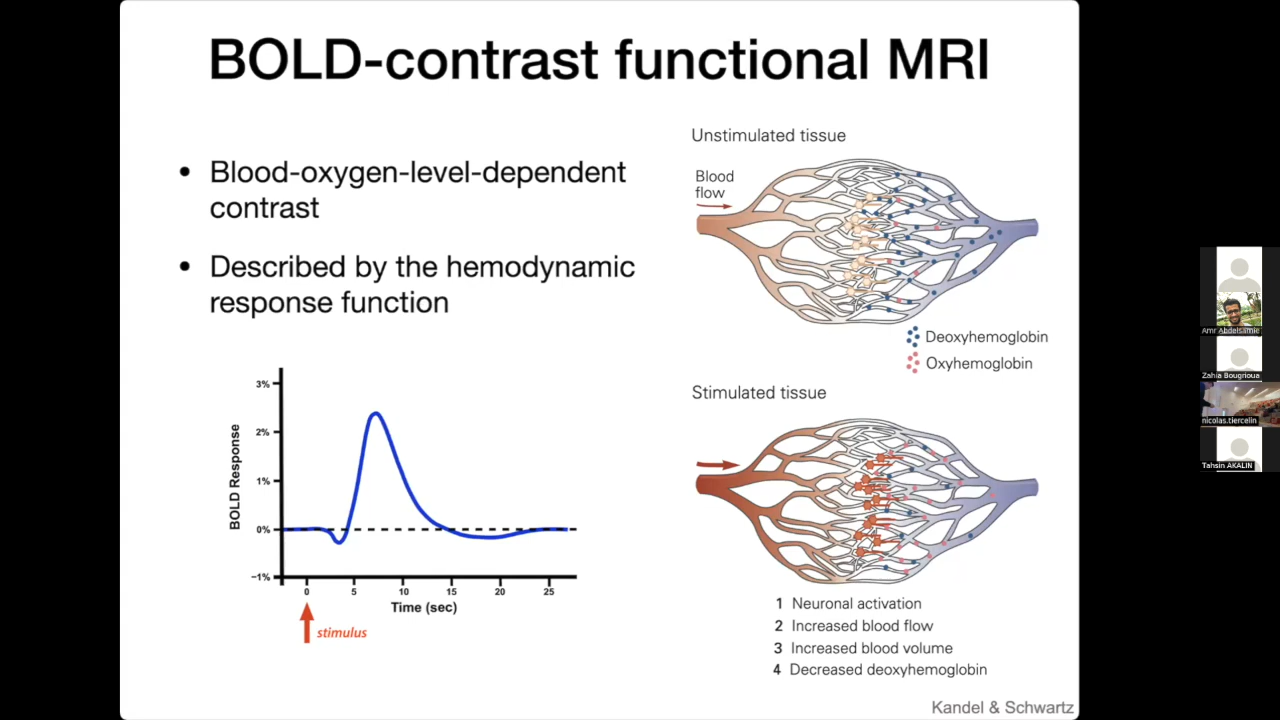 BOLD-contrast functional MRI
• Blood-oxygen-level-dependent
contrast
• Described by the hemodynamic
response function
BOLD Response
3%
2%
1%
0%
−1%
0 5 10 15 20 25
Time (sec)
stimulus
Unstimulated tissue
Blood
flow
Deoxyhemoglobin
Oxyhemoglobin
Stimulated tissue
1 Neuronal activation
2 Increased blood flow
3 Increased blood volume
4 Decreased deoxyhemoglobin
Kandel & Schwartz
Amr Abdelsamie
Zahia Bougrioua
nicolas.tiercelin
Tahsin AKALIN